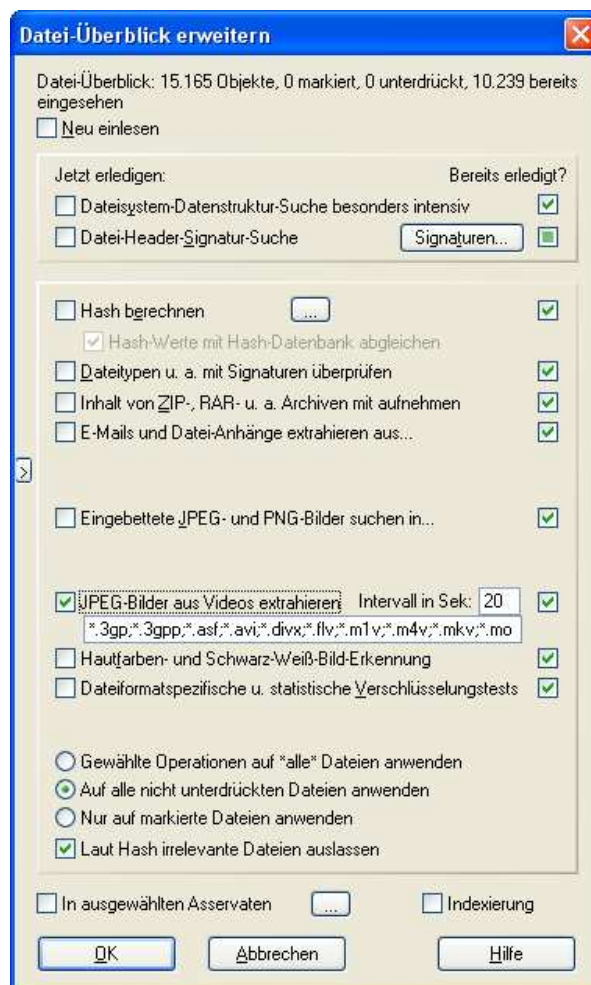 Datei-Überblick erweitern
Datei-Überblick: 15.165 Objekte, 0 markiert, 0 unterdrückt, 10.239 bereits
eingesehen
Neu einlesen
Jetzt erledigen: Bereits erledigt?
Dateisystem-Datenstruktur-Suche besonders intensiv
Datei-Header-Signatur-Suche Signaturen...
Hash berechnen ...
Hash-Werte mit Hash-Datenbank abgleichen
Dateitypen u. a. mit Signaturen überprüfen
Inhalt von ZIP-, RAR- u. a. Archiven mit aufnehmen
E-Mails und Datei-Anhänge extrahieren aus...
>
Eingebettete JPEG- und PNG-Bilder suchen in...
JPEG-Bilder aus Videos extrahieren Intervall in Sek: 20
*.3gp;*.3gpp;*.asf;*.avi;*.divx;*.flv;*.m1v;*.m4v;*.mkv;*.mo
Hautfarben- und Schwarz-Weiß-Bild-Erkennung
Dateiformatspezifische u. statistische Verschlüsselungstests
Gewählte Operationen auf *alle* Dateien anwenden
Auf alle nicht unterdrückten Dateien anwenden
Nur auf markierte Dateien anwenden
Laut Hash irrelevante Dateien auslassen
In ausgewählten Asservaten ... Indexierung
OK Abbrechen Hilfe